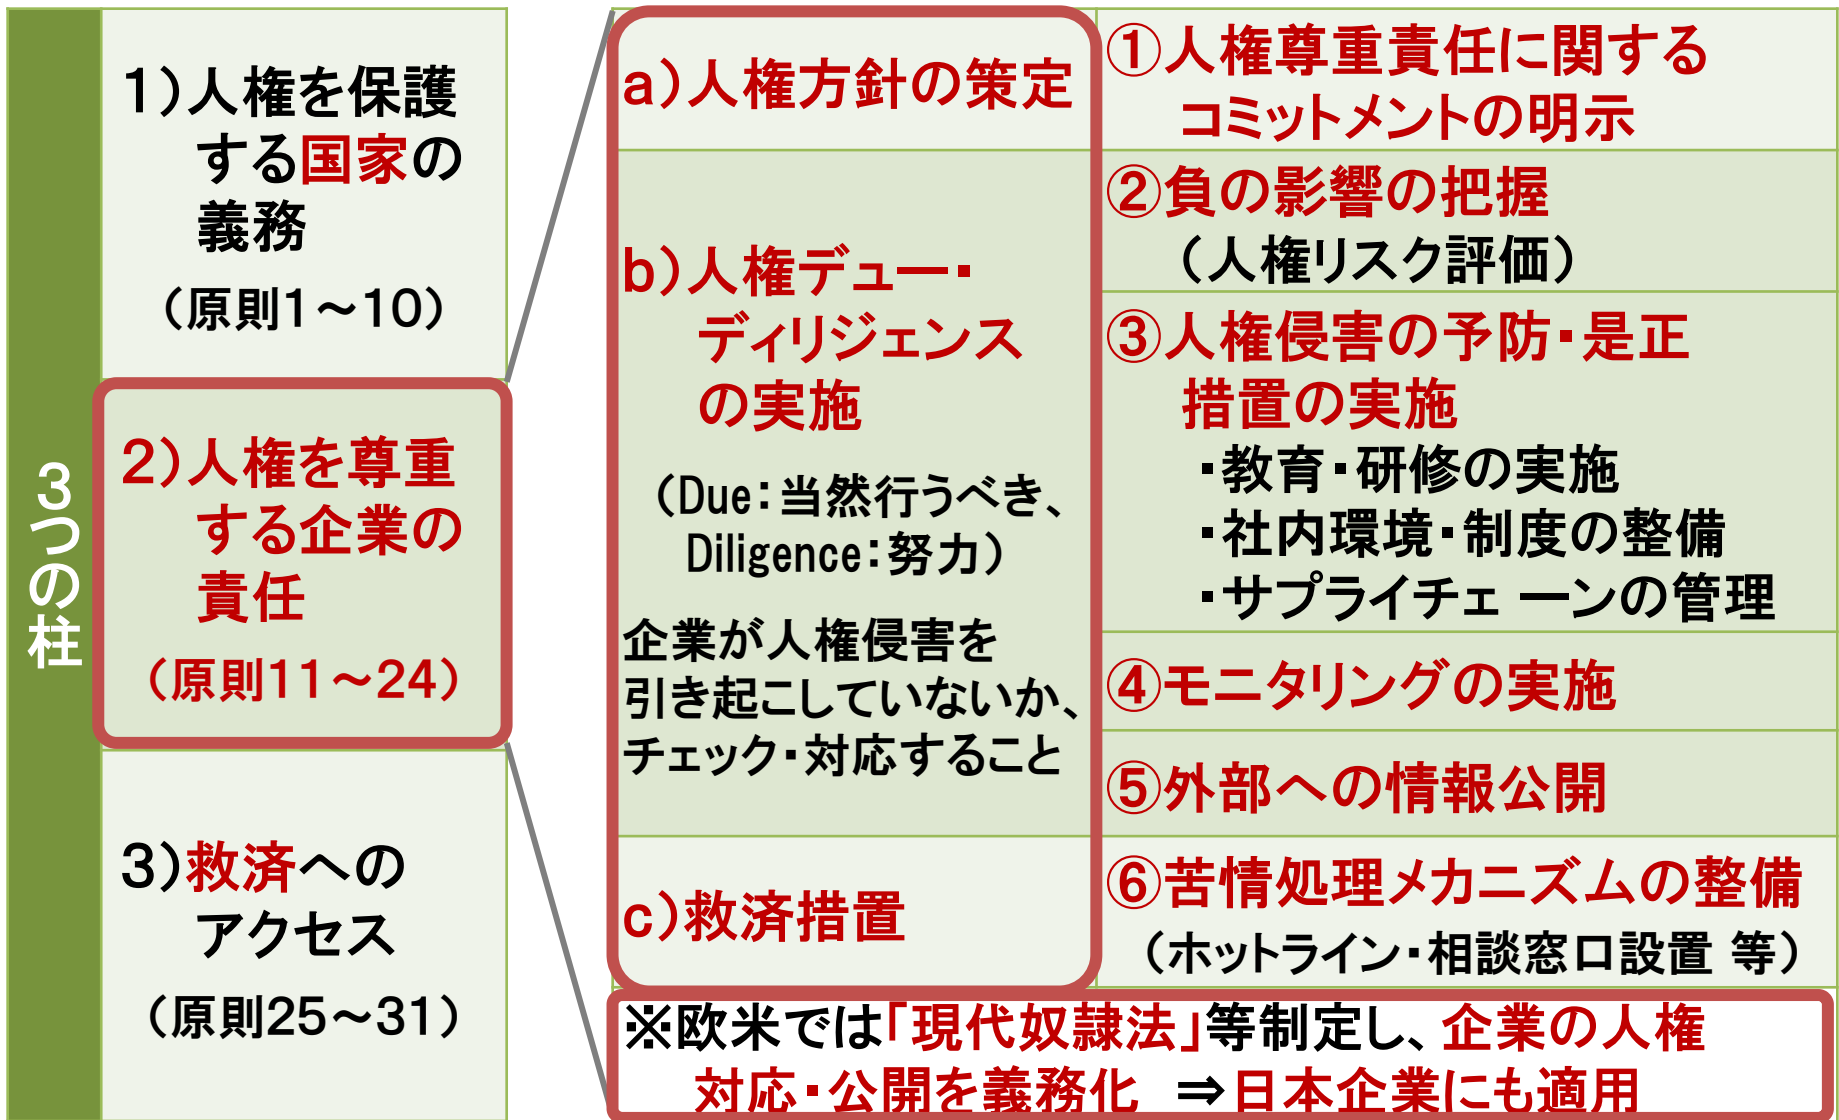 3つの柱
1)人権を保護
する国家の
義務
(原則1～10)
2)人権を尊重
する企業の
責任
(原則11～24)
3)救済への
アクセス
(原則25～31)
a)人権方針の策定
b)人権デュー・
ディリジェンス
の実施
(Due:当然行うべき、
Diligence:努力)
企業が人権侵害を
引き起こしていないか、
チェック・対応すること
c)救済措置
①人権尊重責任に関する
コミットメントの明示
②負の影響の把握
(人権リスク評価)
③人権侵害の予防・是正
措置の実施
・教育・研修の実施
・社内環境・制度の整備
・サプライチェーンの管理
④モニタリングの実施
⑤外部への情報公開
⑥苦情処理メカニズムの整備
(ホットライン・相談窓口設置 等)
※欧米では「現代奴隷法」等制定し、企業の人権
対応・公開を義務化 ⇒日本企業にも適用